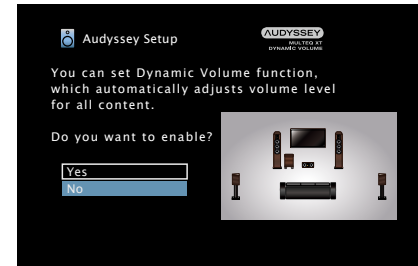 Audyssey Setup
AUDYSSEY
MULTEQ XT
DYNAMIC VOLUME
You can set Dynamic Volume function,
which automatically adjusts volume level
for all content.
Do you want to enable?
Yes
No